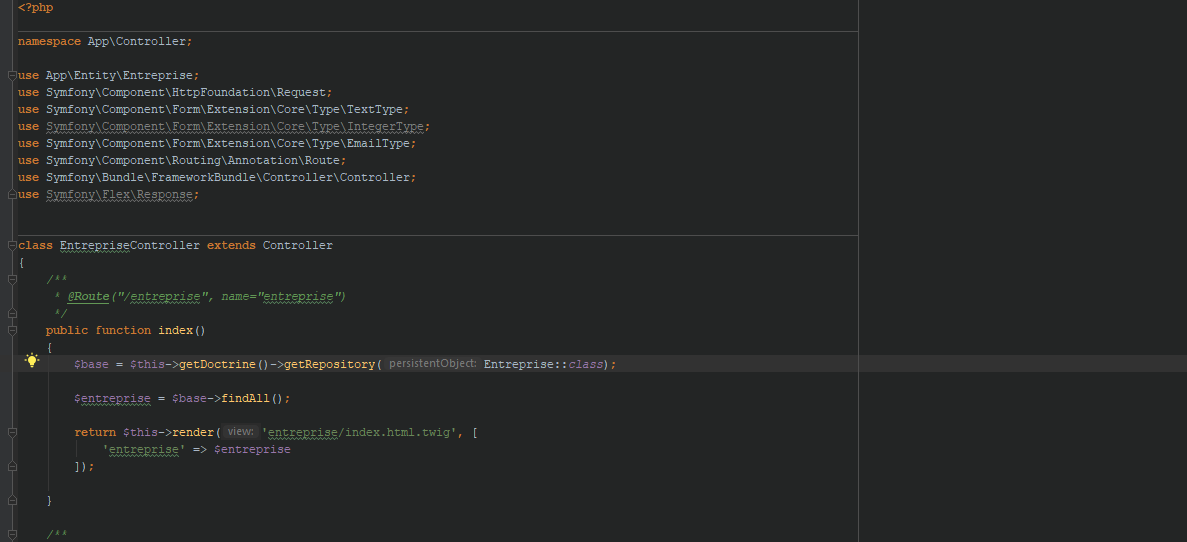 <?php
namespace App\Controller;
use App\Entity\Entreprise;
use Symfony\Component\HttpFoundation\Request;
use Symfony\Component\Form\Extension\Core\Type\TextType;
use Symfony\Component\Form\Extension\Core\Type\IntegerType;
use Symfony\Component\Form\Extension\Core\Type\EmailType;
use Symfony\Component\Routing\Annotation\Route;
use Symfony\Bundle\FrameworkBundle\Controller\Controller;
use Symfony\Flex\Response;
class EntrepriseController extends Controller
{
    /**
     * @Route("/entreprise", name="entreprise")
     */
    public function index()
    {
        $base = $this->getDoctrine()->getRepository( persistentObject: Entreprise::class);
        $entreprise = $base->findAll();
        return $this->render( view: 'entreprise/index.html.twig', [
            'entreprise' => $entreprise
        ]);
    }
    /**